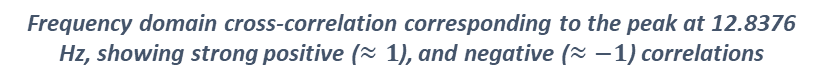 Frequency domain cross-correlation corresponding to the peak at 12.8376
Hz, showing strong positive (≈ 1), and negative (≈ −1) correlations